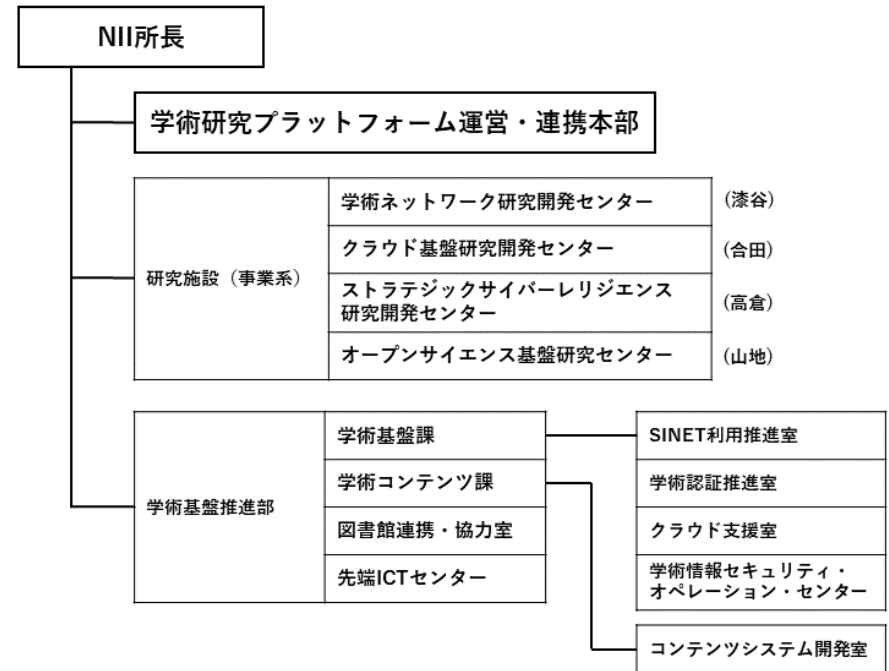 NII所長
学術研究プラットフォーム運営・連携本部
研究施設（事業系）
学術ネットワーク研究開発センター
(漆谷)
クラウド基盤研究開発センター
(合田)
ストラテジックサイバーレリジエンス
研究開発センター
(高倉)
オープンサイエンス基盤研究センター
(山地)
学術基盤推進部
学術基盤課
学術コンテンツ課
図書館連携・協力室
先端ICTセンター
SINET利用推進室
学術認証推進室
クラウド支援室
学術情報セキュリティ・
オペレーション・センター
コンテンツシステム開発室